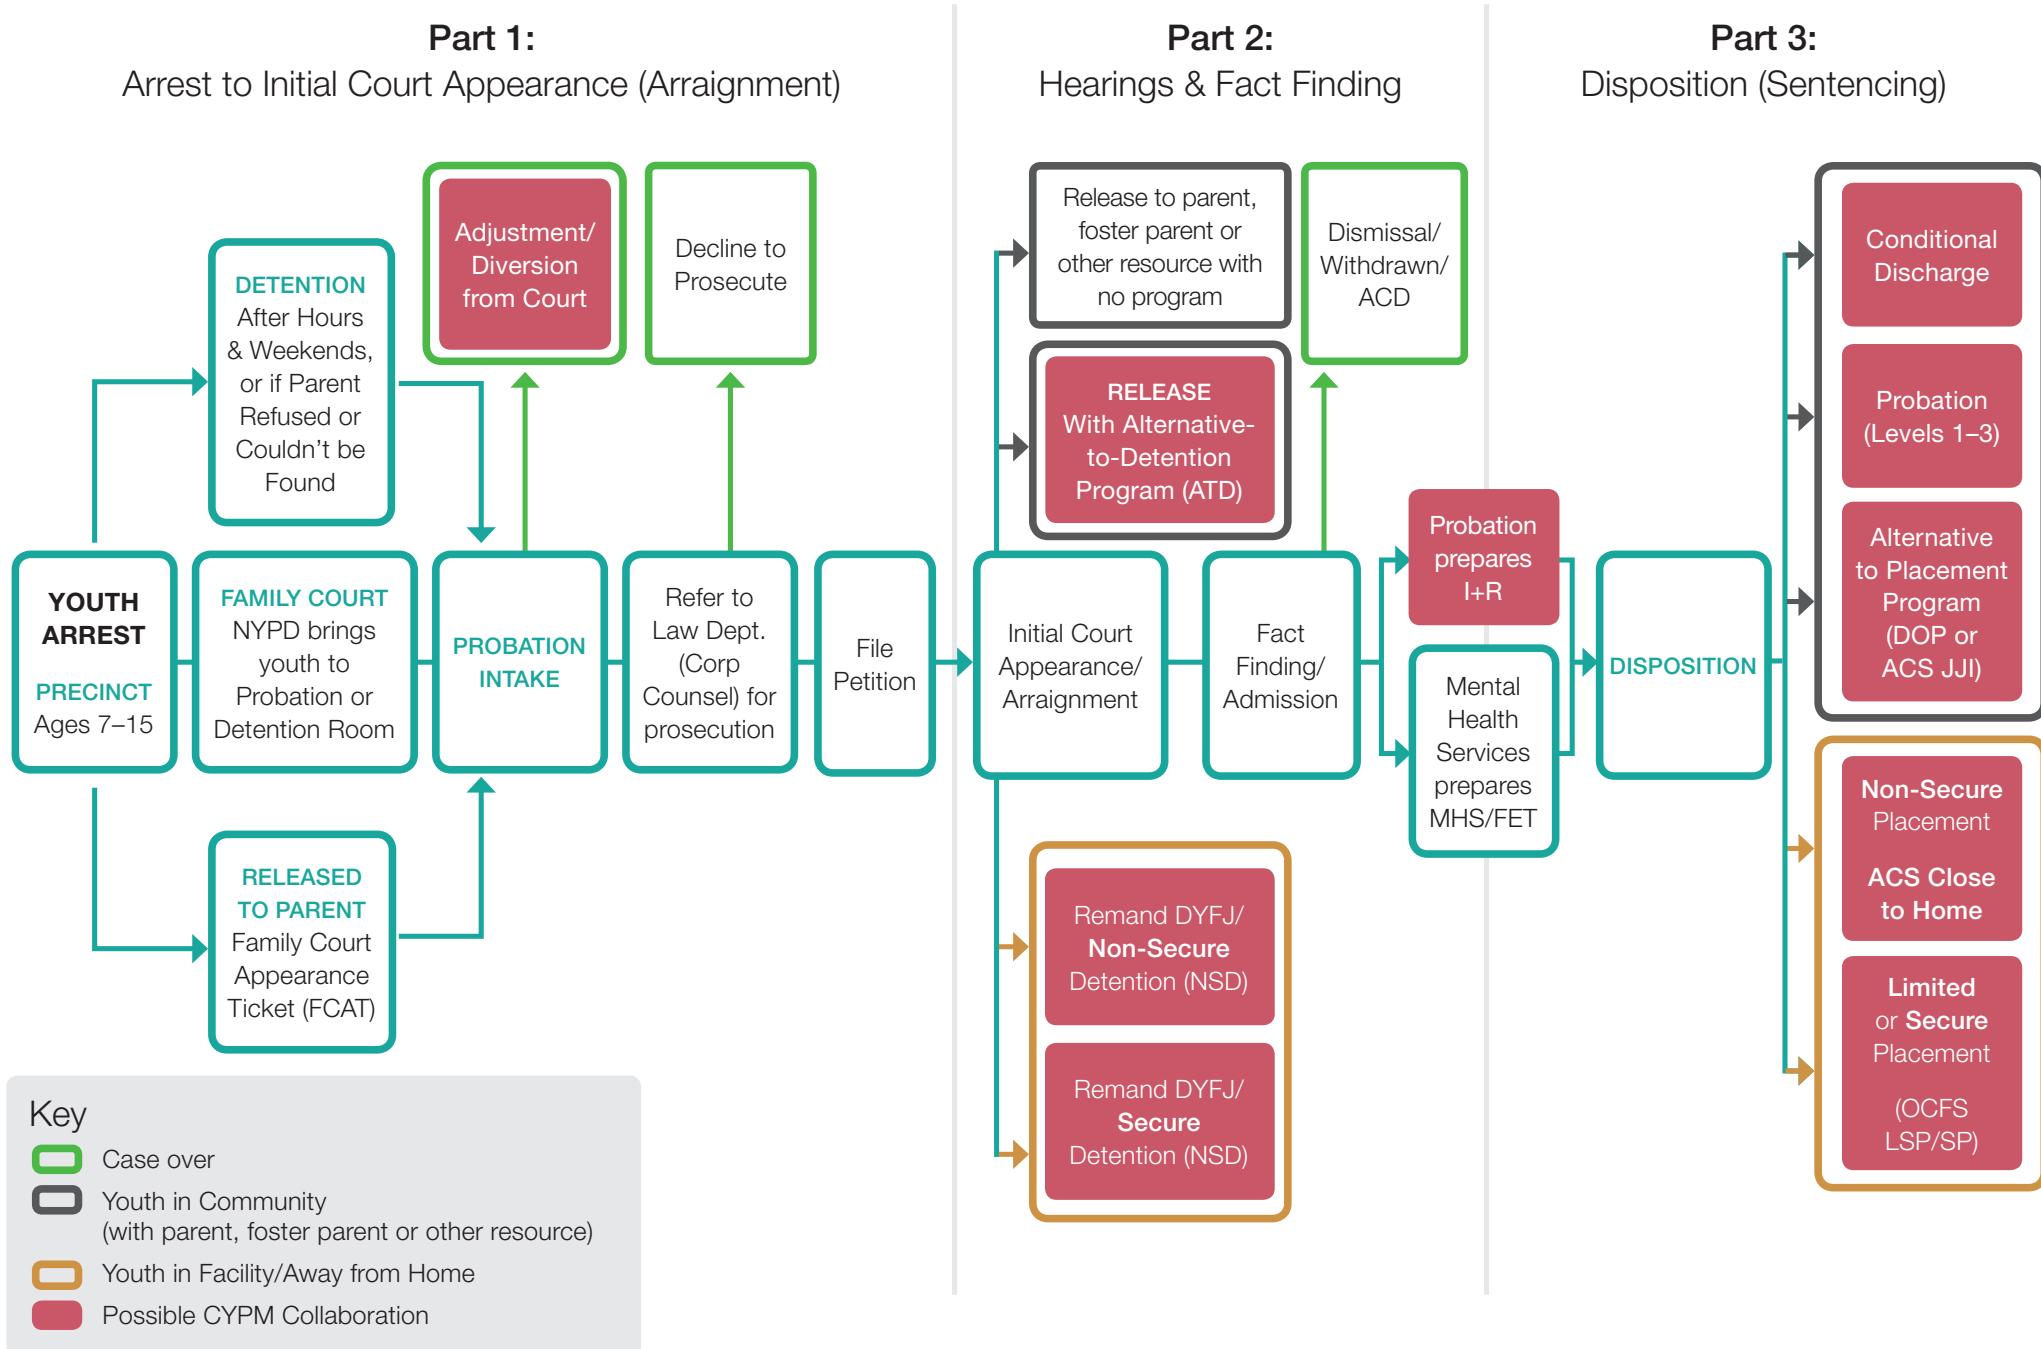 Part 1:
Arrest to Initial Court Appearance (Arraignment)
Part 2:
Hearings & Fact Finding
Part 3:
Disposition (Sentencing)
YOUTH
ARREST
PRECINCT
Ages 7–15
DETENTION
After Hours
& Weekends,
or if Parent
Refused or
Couldn't be
Found
FAMILY COURT
NYPD brings
youth to
Probation or
Detention Room
RELEASED
TO PARENT
Family Court
Appearance
Ticket (FCAT)
Adjustment/
Diversion
from Court
PROBATION
INTAKE
Decline to
Prosecute
Refer to
Law Dept.
(Corp
Counsel) for
prosecution
File
Petition
Release to parent,
foster parent or
other resource with
no program
RELEASE
With Alternative-
to-Detention
Program (ATD)
Initial Court
Appearance/
Arraignment
Remand DYFJ/
Non-Secure
Detention (NSD)
Remand DYFJ/
Secure
Detention (NSD)
Dismissal/
Withdrawn/
ACD
Fact
Finding/
Admission
Probation
prepares
I+R
Mental
Health
Services
prepares
MHS/FET
DISPOSITION
Conditional
Discharge
Probation
(Levels 1–3)
Alternative
to Placement
Program
(DOP or
ACS JJI)
Non-Secure
Placement
ACS Close
to Home
Limited
or Secure
Placement
(OCFS
LSP/SP)
Key
Case over
Youth in Community
(with parent, foster parent or other resource)
Youth in Facility/Away from Home
Possible CYPM Collaboration